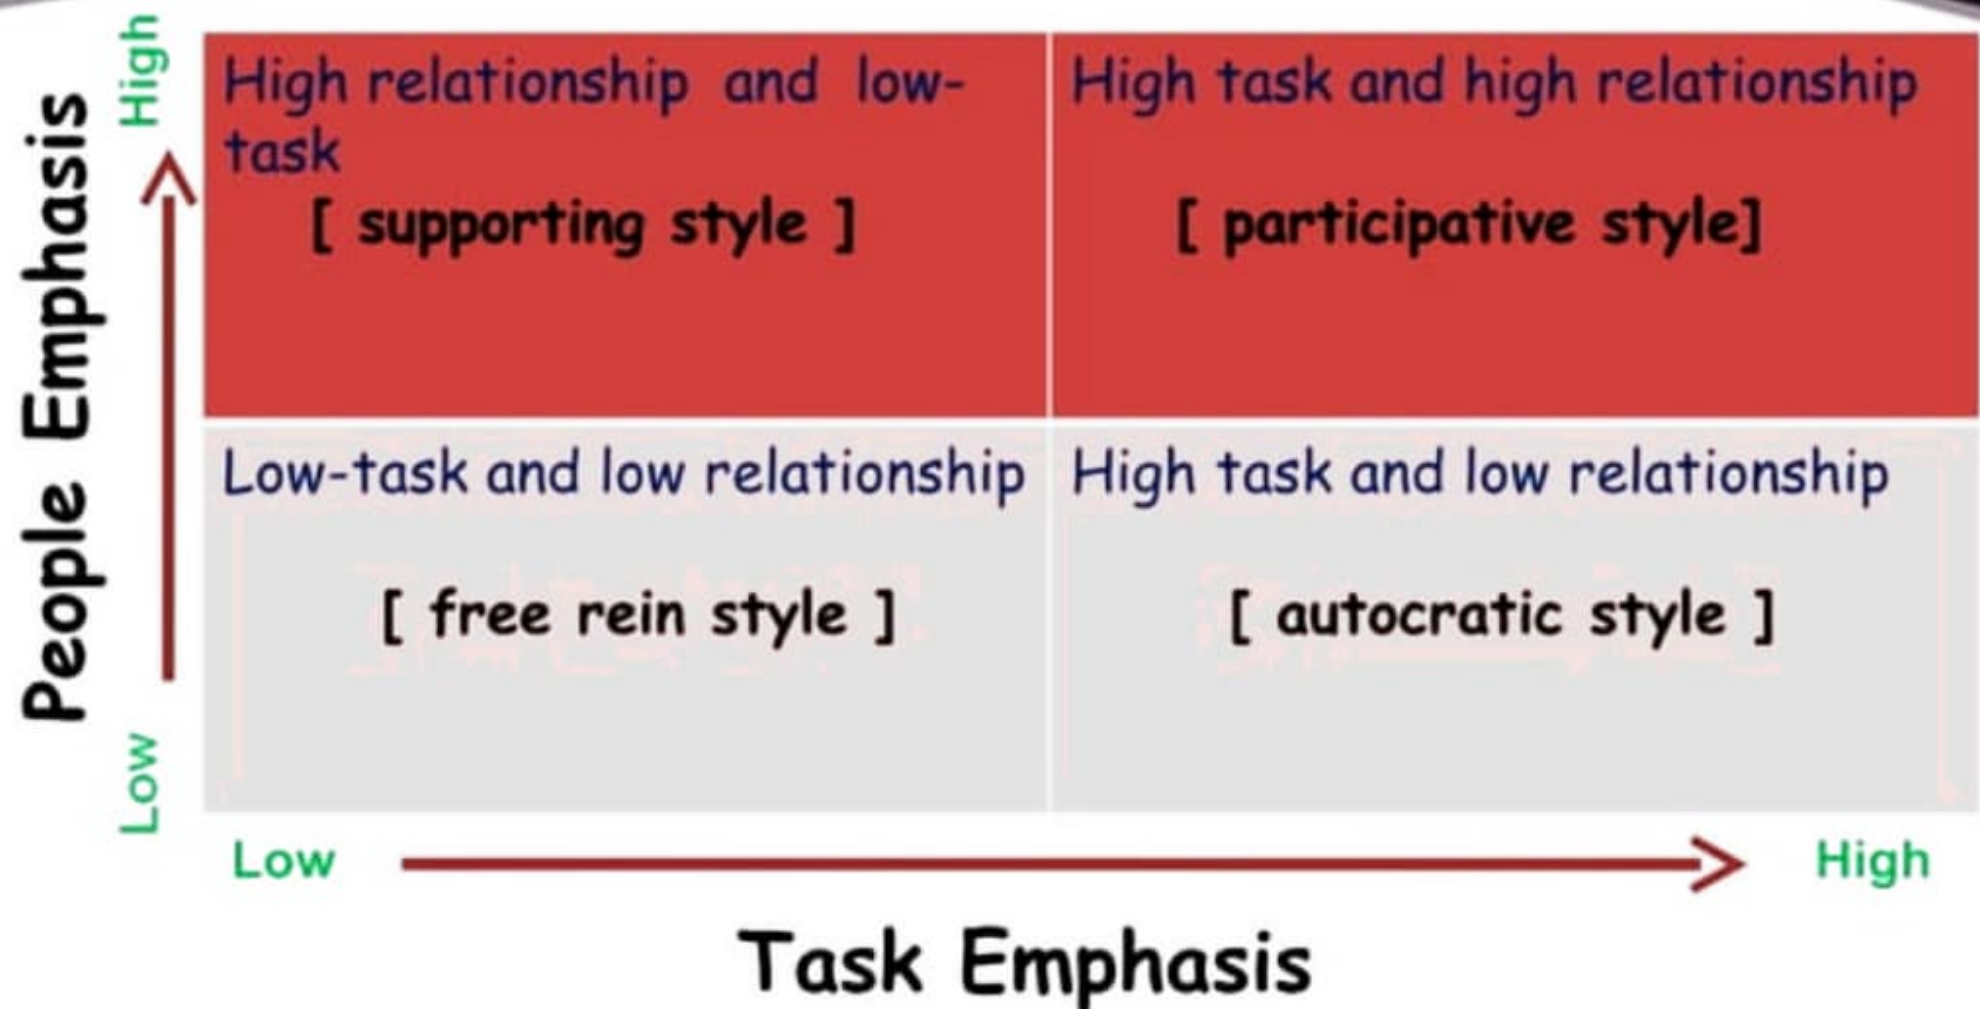 High
People Emphasis
Low
High relationship and low-
task
[ supporting style ]
High task and high relationship
[ participative style]
Low-task and low relationship
[ free rein style ]
High task and low relationship
[ autocratic style ]
Low
High
Task Emphasis